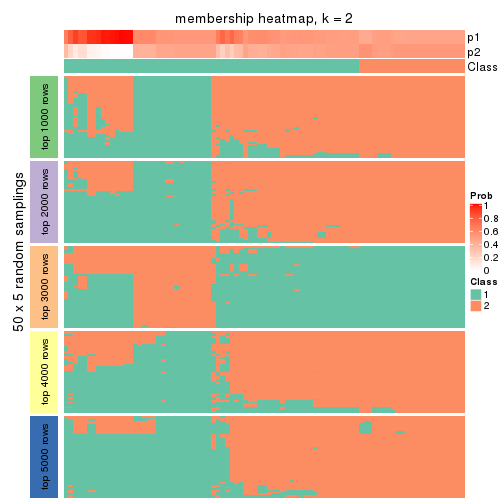 membership heatmap, k = 2
p1
p2
Class
50 x 5 random samplings
top 1000 rows
top 2000 rows
top 3000 rows
top 4000 rows
top 5000 rows
Prob
1
0.8
0.6
0.4
0.2
0
Class
1
2